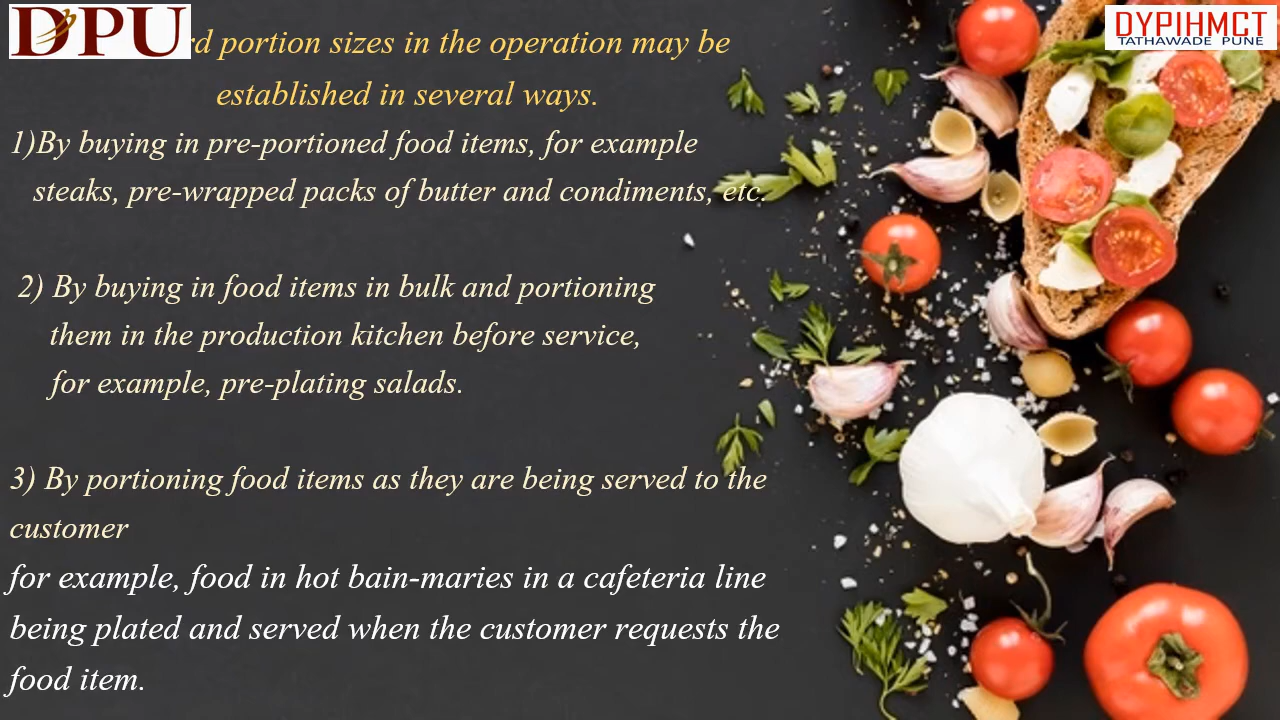 DPU
DYPIHMCT
TATHAWADE PUNE
rd portion sizes in the operation may be
established in several ways.
1)By buying in pre-portioned food items, for example
steaks, pre-wrapped packs of butter and condiments, etc.
2) By buying in food items in bulk and portioning
them in the production kitchen before service,
for example, pre-plating salads.
3) By portioning food items as they are being served to the
customer
for example, food in hot bain-maries in a cafeteria line
being plated and served when the customer requests the
food item.